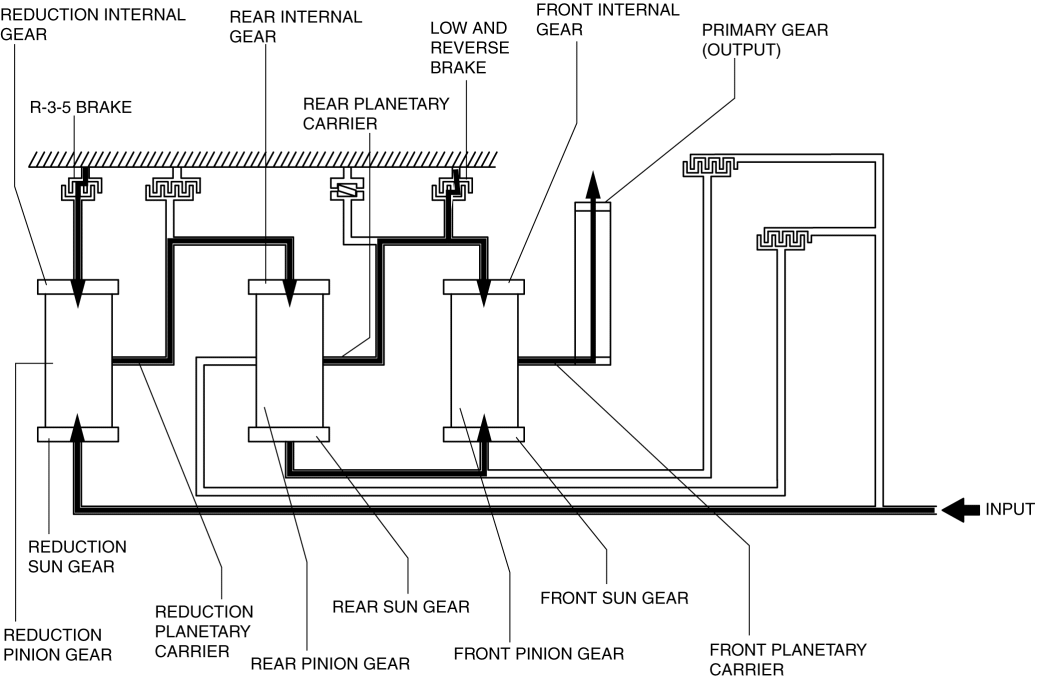 REDUCTION INTERNAL
GEAR
REAR INTERNAL
GEAR
LOW AND
REVERSE
BRAKE
FRONT INTERNAL
GEAR
PRIMARY GEAR
(OUTPUT)
R-3-5 BRAKE
REAR PLANETARY
CARRIER
INPUT
REDUCTION
SUN GEAR
REDUCTION
PINION GEAR
REDUCTION
PLANETARY
CARRIER
REAR PINION GEAR
REAR SUN GEAR
FRONT PINION GEAR
FRONT SUN GEAR
FRONT PLANETARY
CARRIER